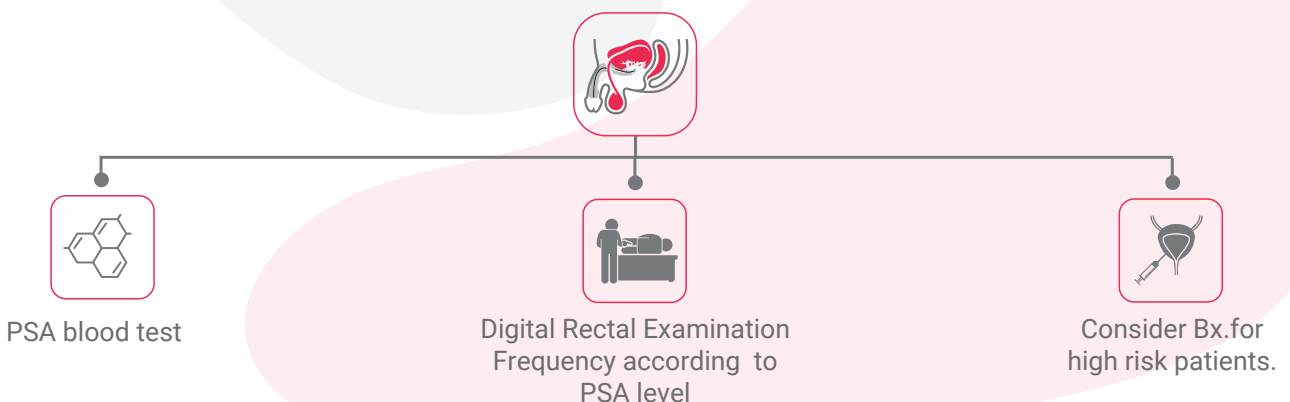 PSA blood test
Digital Rectal Examination
Frequency according to
PSA level
Consider Bx.for
high risk patients.